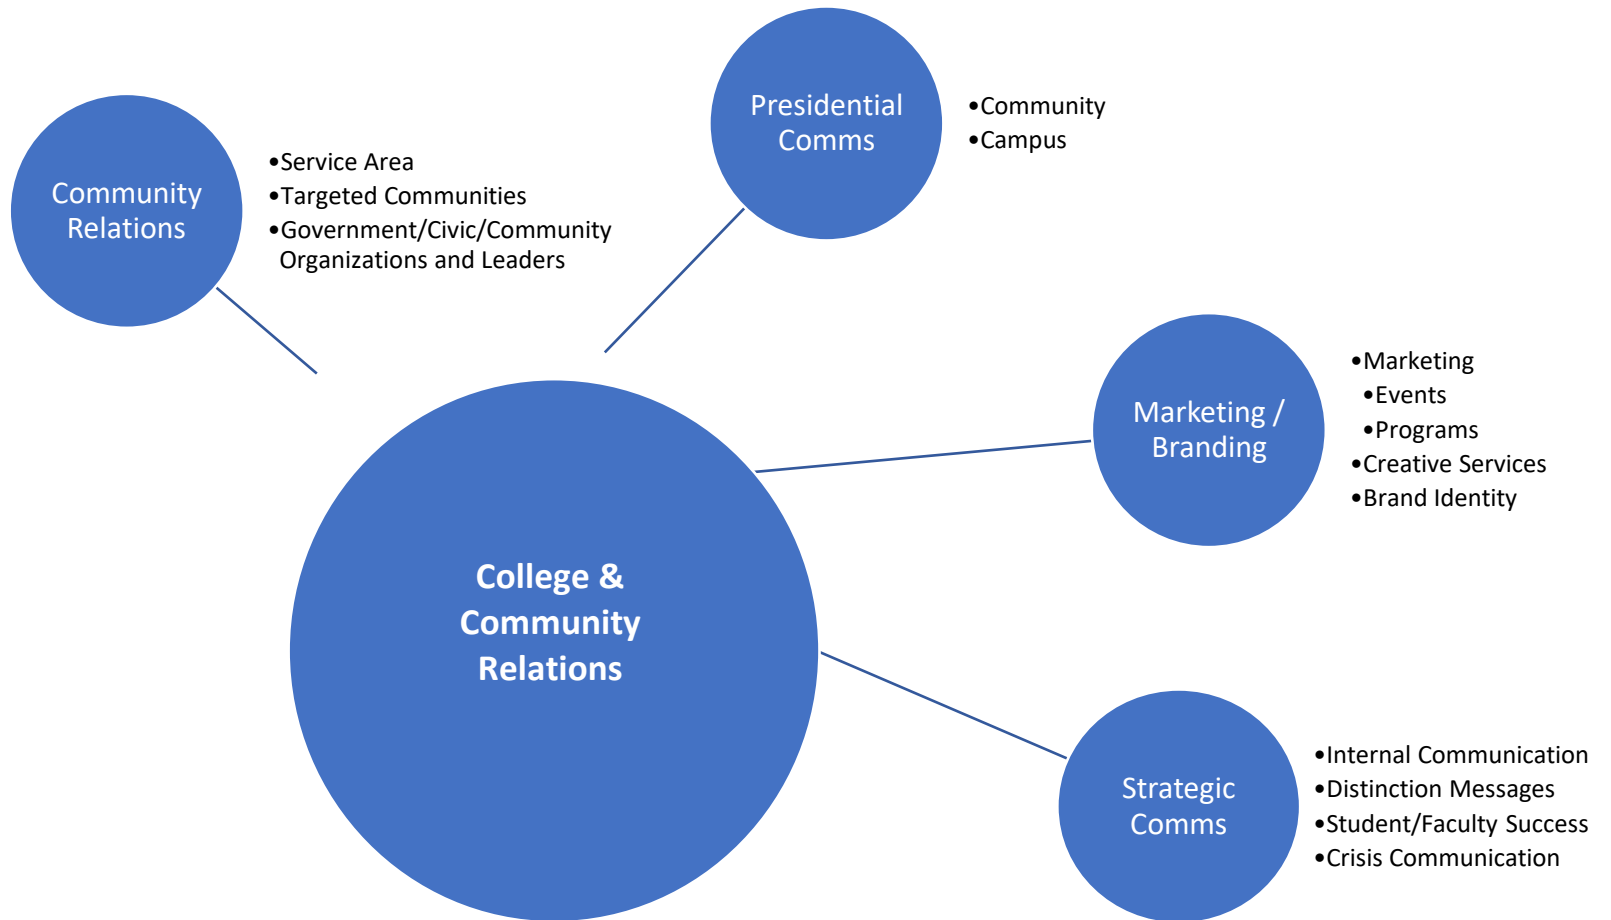 Community
Relations
•Service Area
•Targeted Communities
•Government/Civic/Community
Organizations and Leaders
Presidential
Comms
•Community
•Campus
Marketing /
Branding
•Marketing
•Events
•Programs
•Creative Services
•Brand Identity
College &
Community
Relations
Strategic
Comms
•Internal Communication
•Distinction Messages
•Student/Faculty Success
•Crisis Communication